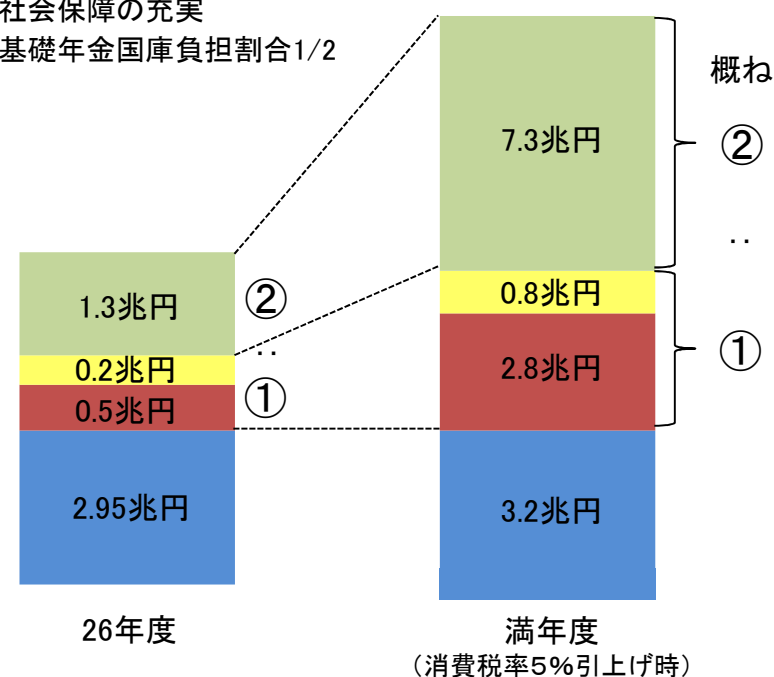 社会保障の充実
基礎年金国庫負担割合1/2
概ね
7.3兆円
②
：
0.8兆円
2.8兆円
①
3.2兆円
1.3兆円
②
：
0.2兆円
①
0.5兆円
2.95兆円
26年度
満年度
（消費税率5％引上げ時）